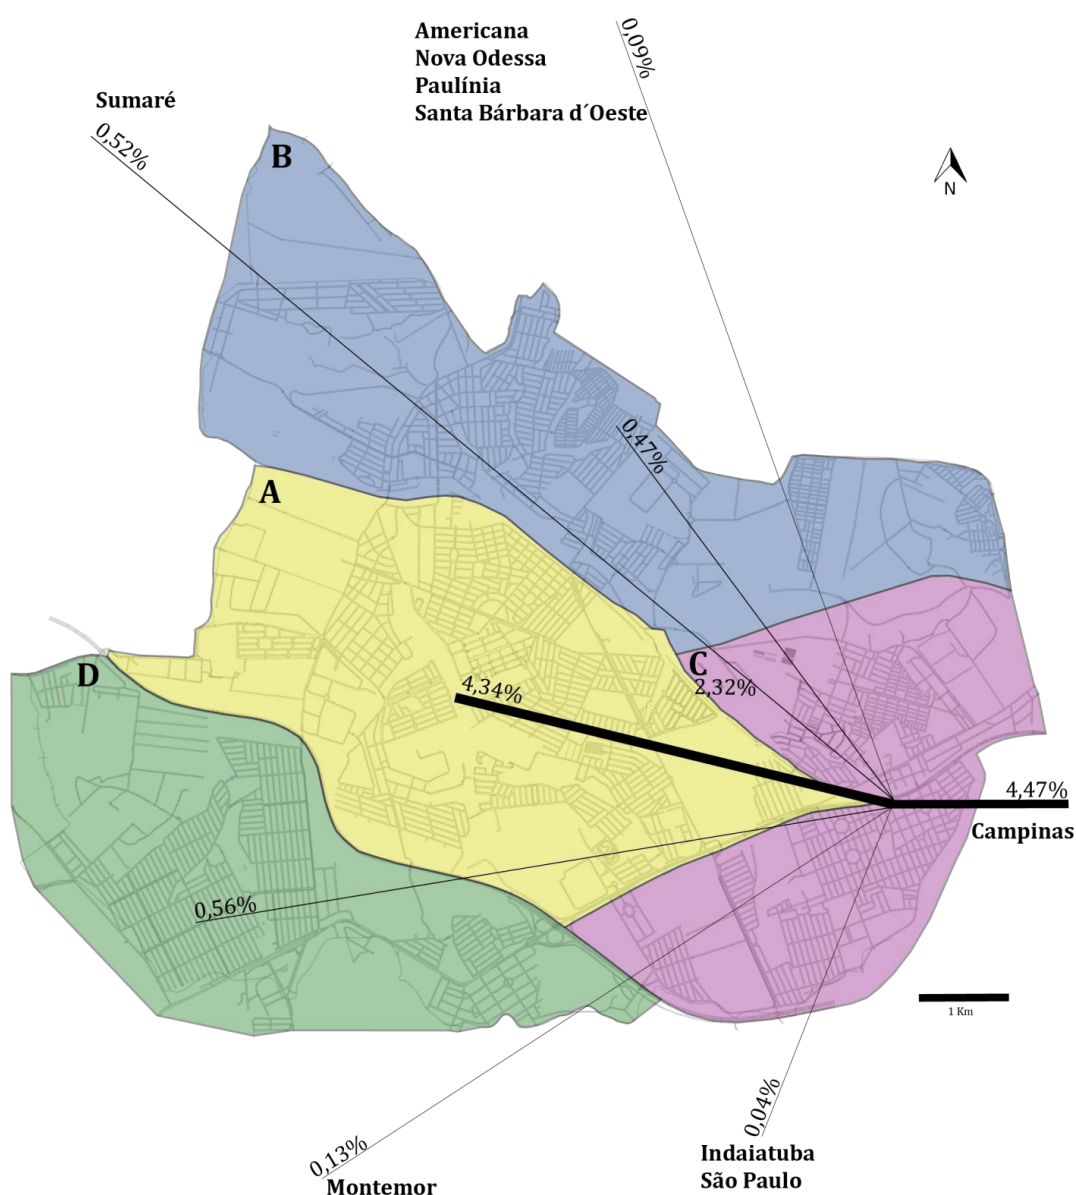 Americana
Nova Odessa
Paulínia
Santa Bárbara d´Oeste
0,09%
Sumaré
0,52%
B
N
0,47%
A
D
C
2,32%
4,34%
4,47%
Campinas
0,56%
1 Km
0,04%
0,13%
Indaiatuba
São Paulo
Montemor